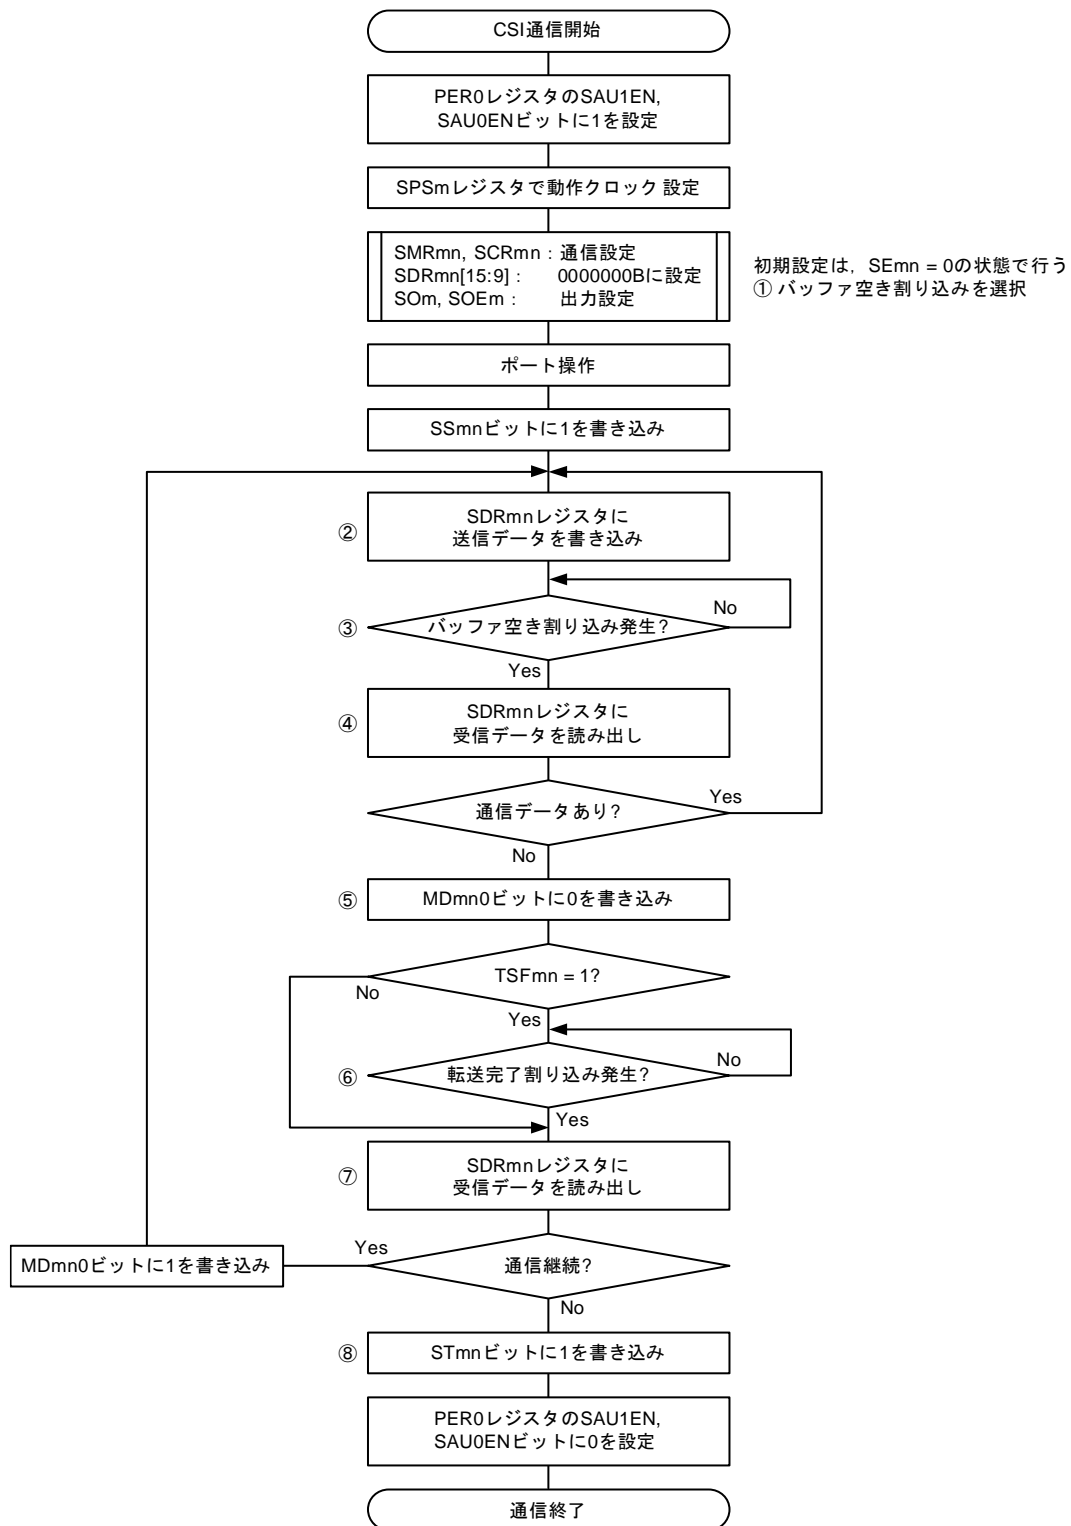 CSI通信開始
PER0レジスタのSAU1EN,
SAU0ENビットに1を設定
SPSmレジスタで動作クロック 設定
SMRmn, SCRmn : 通信設定
SDRmn[15:9] : 0000000Bに設定
SOm, SOEm : 出力設定
初期設定は, SEmn = 0の状態で行う
① バッファ空き割り込みを選択
ポート操作
SSmnビットに1を書き込み
②
SDRmnレジスタに
送信データを書き込み
③
バッファ空き割り込み発生?
No
Yes
④
SDRmnレジスタに
受信データを読み出し
通信データあり?
Yes
No
⑤
MDmn0ビットに0を書き込み
TSFmn = 1?
No
Yes
⑥
転送完了割り込み発生?
No
Yes
⑦
SDRmnレジスタに
受信データを読み出し
通信継続?
Yes
MDmn0ビットに1を書き込み
No
⑧
STmnビットに1を書き込み
PER0レジスタのSAU1EN,
SAU0ENビットに0を設定
通信終了